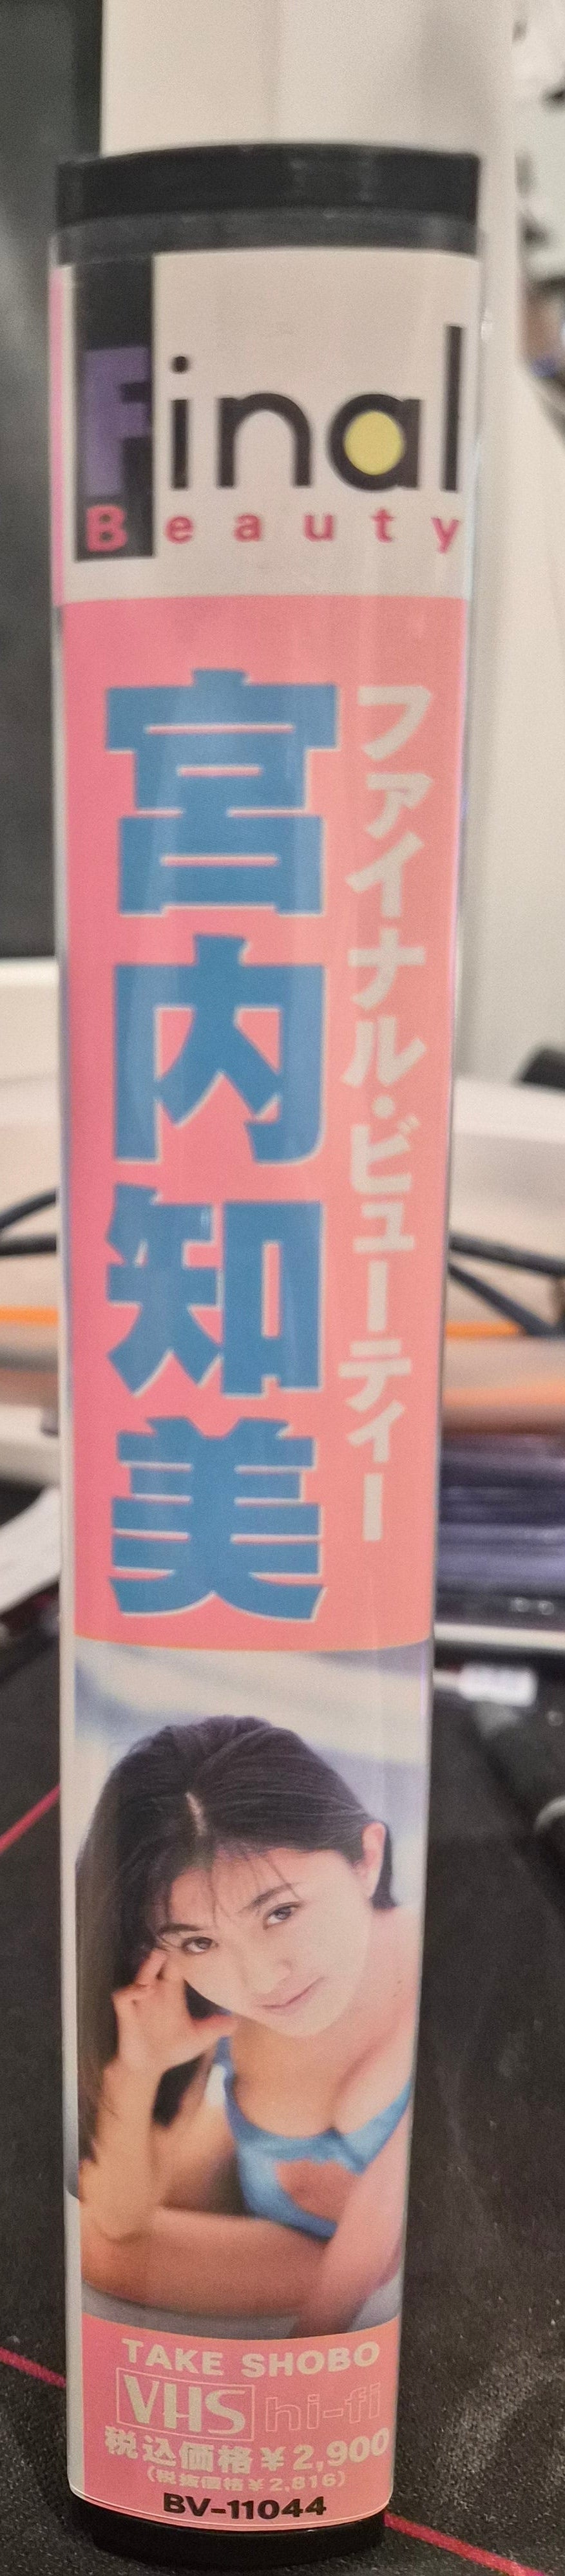 Final
Beauty
ファイナル・ビューティー
宮内知美
TAKE SHOBO
VHS hi-fi
税込価格￥2,900
(税抜価格￥2,816)
BV-11044